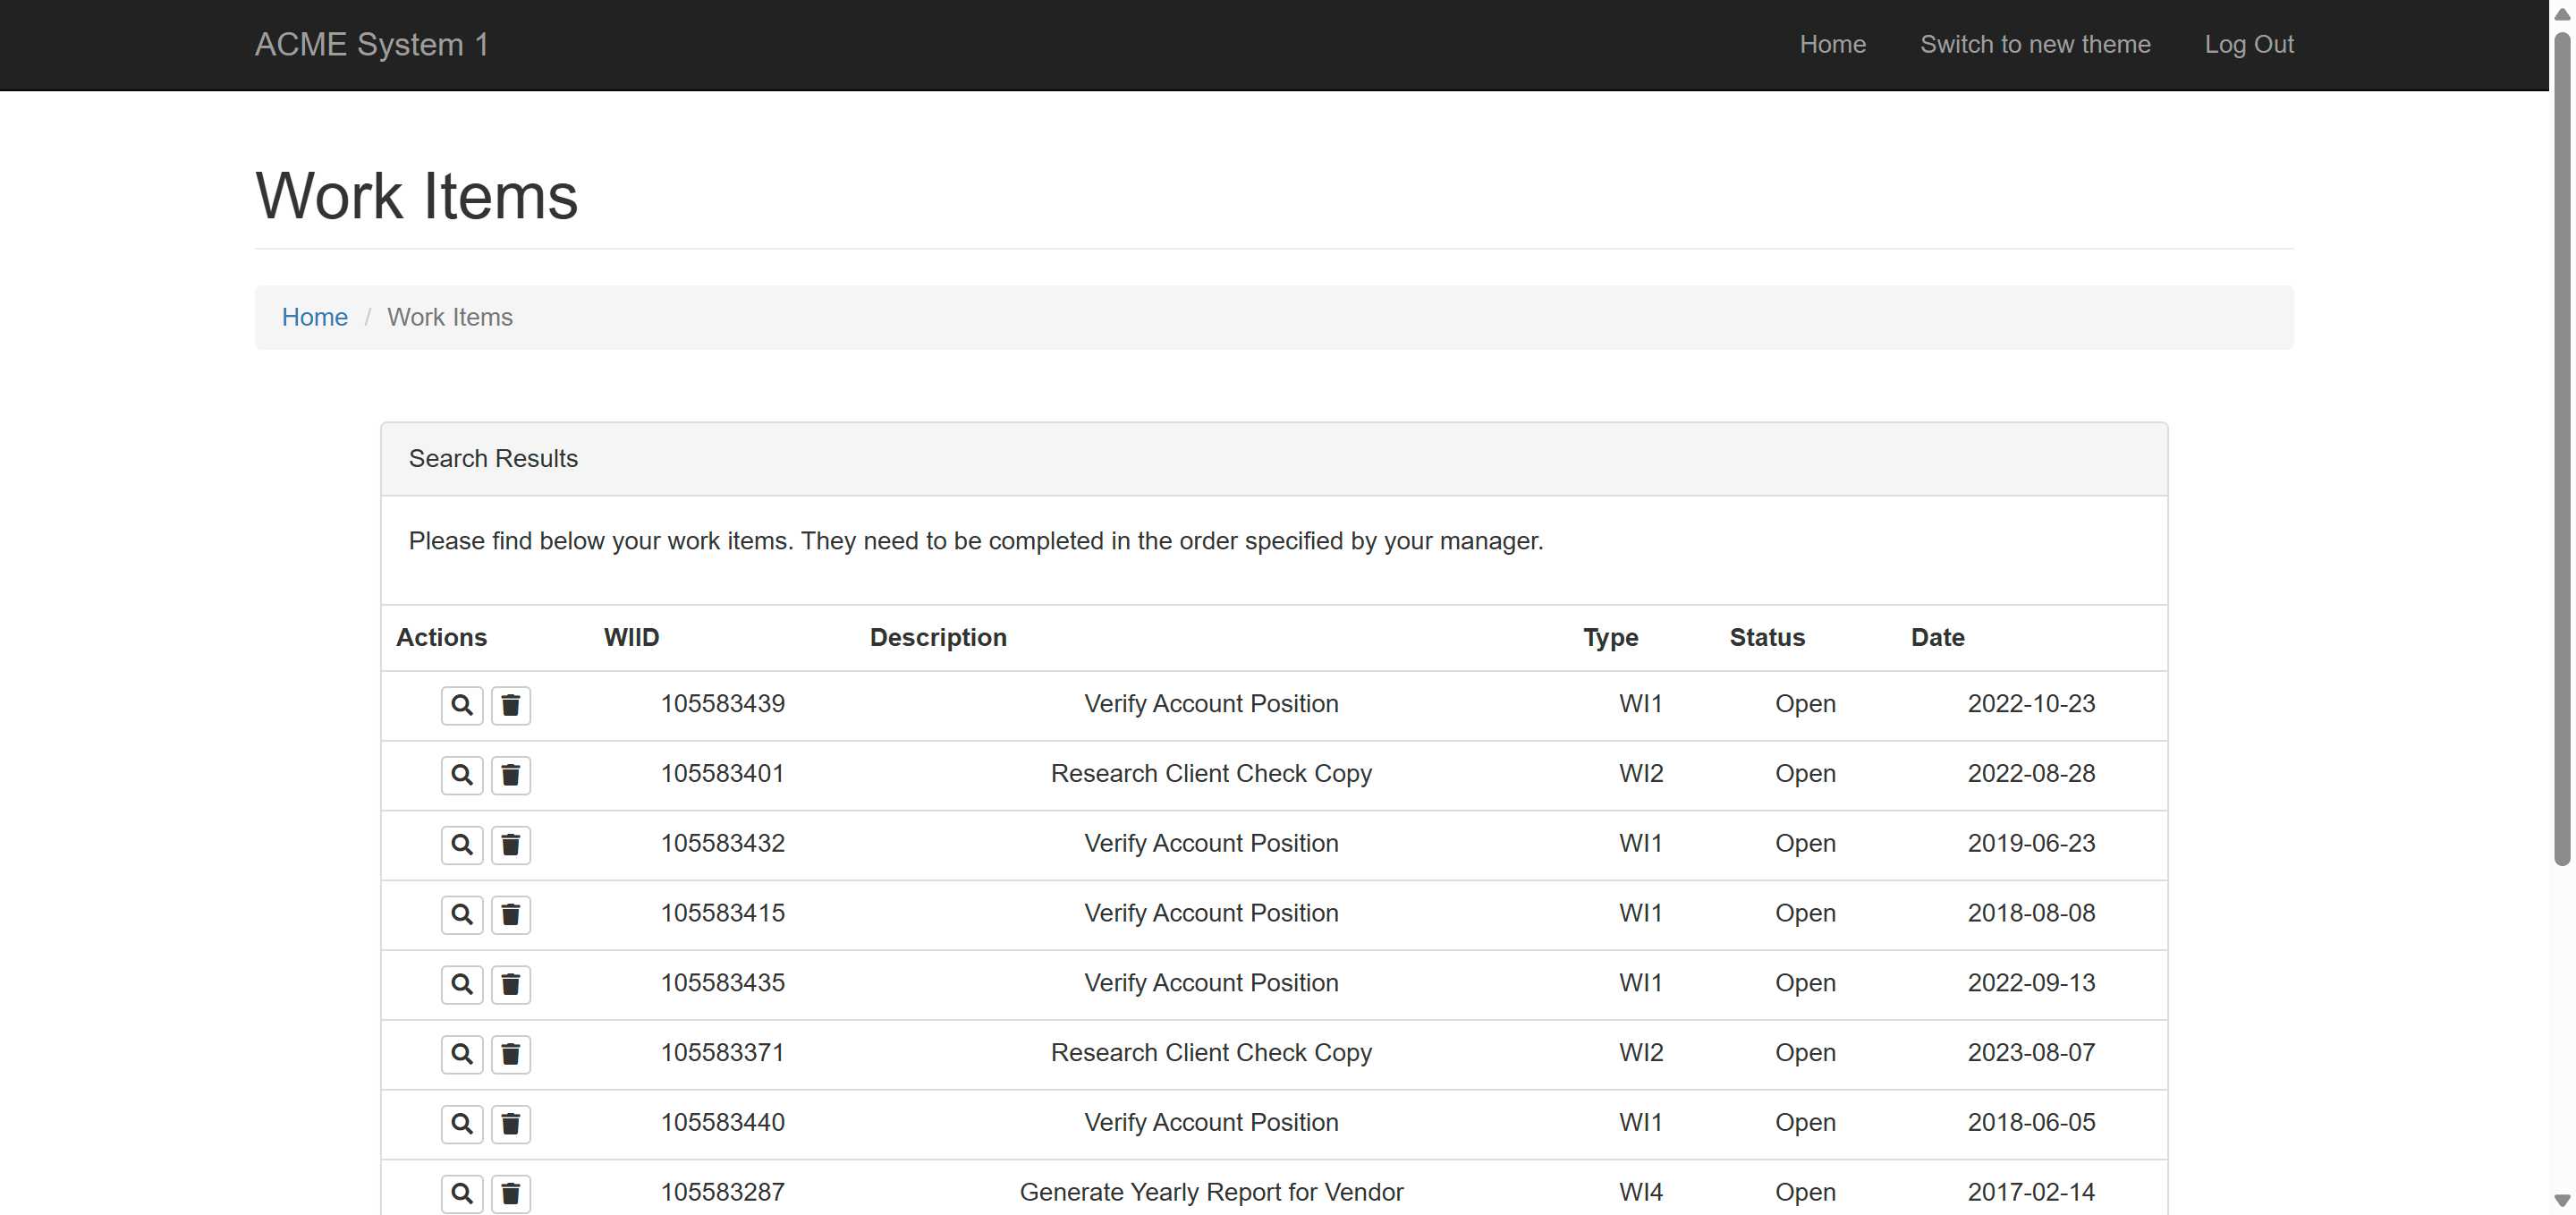 ACME System 1 Home Switch to new theme Log Out
Work Items
Home / Work Items
Search Results
Please find below your work items. They need to be completed in the order specified by your manager.
Actions WIID Description Type Status Date
105583439 Verify Account Position WI1 Open 2022-10-23
105583401 Research Client Check Copy WI2 Open 2022-08-28
105583432 Verify Account Position WI1 Open 2019-06-23
105583415 Verify Account Position WI1 Open 2018-08-08
105583435 Verify Account Position WI1 Open 2022-09-13
105583371 Research Client Check Copy WI2 Open 2023-08-07
105583440 Verify Account Position WI1 Open 2018-06-05
105583287 Generate Yearly Report for Vendor WI4 Open 2017-02-14